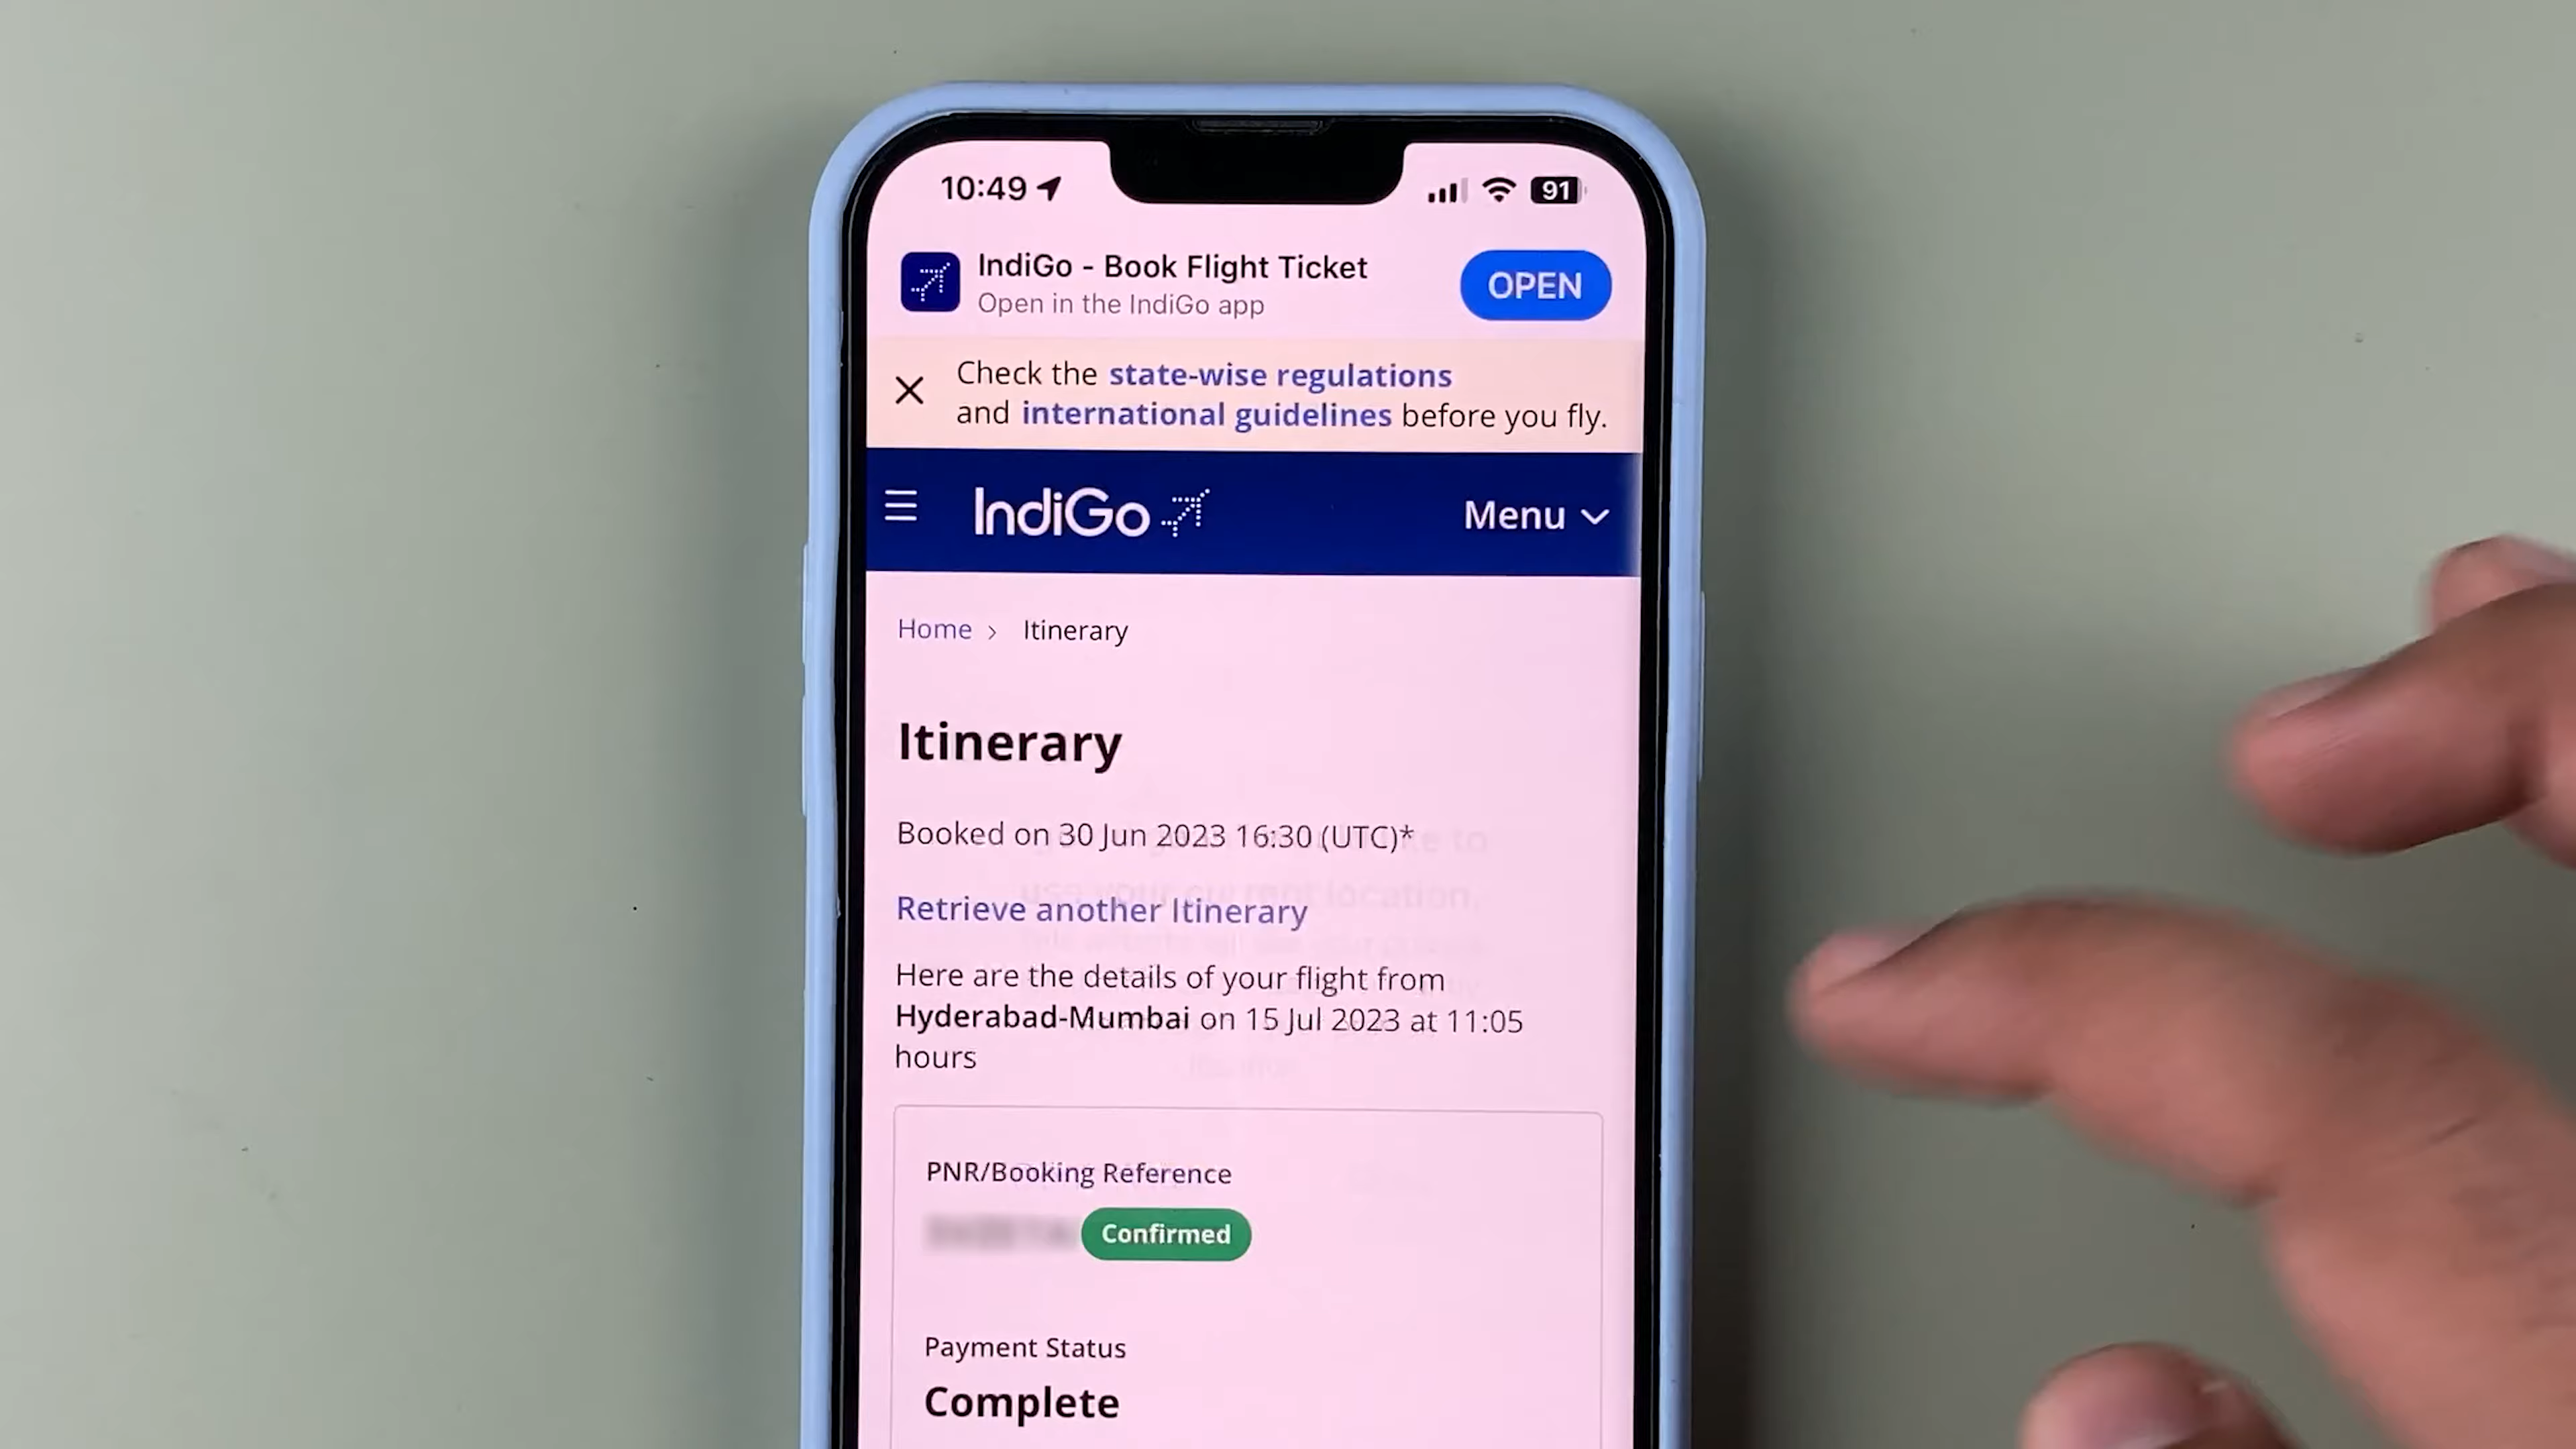 10:49
91
IndiGo - Book Flight Ticket
Open in the IndiGo app
OPEN
Check the state-wise regulations
and international guidelines before you fly.
IndiGo
Menu
Home > Itinerary
Itinerary
Booked on 30 Jun 2023 16:30 (UTC)*
Retrieve another Itinerary
Here are the details of your flight from
Hyderabad-Mumbai on 15 Jul 2023 at 11:05
hours
PNR/Booking Reference
Confirmed
Payment Status
Complete